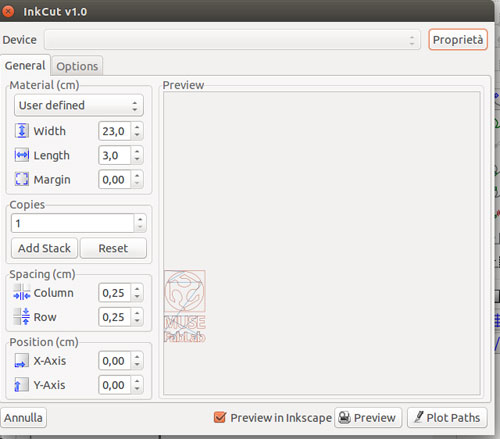 InkCut v1.0
Device
Proprietà
General
Options
Material (cm)
User defined
Width 23,0
Length 3,0
Margin 0,00
Copies
1
Add Stack
Reset
Spacing (cm)
Column 0,25
Row 0,25
Position (cm)
X-Axis 0,00
Y-Axis 0,00
Preview
MUSE
FabLab
Annulla
Preview in Inkscape
Preview
Plot Paths